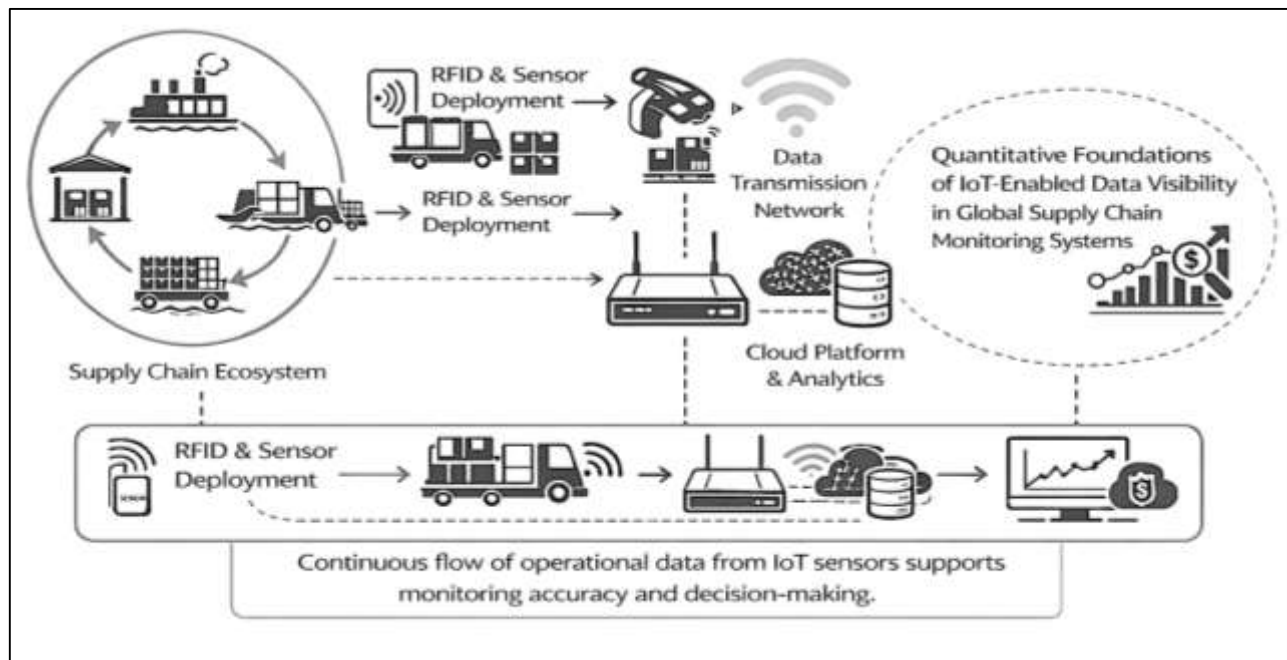 RFID & Sensor
Deployment
RFID & Sensor
Deployment
Data
Transmission
Network
Quantitative Foundations
of IoT-Enabled Data Visibility
in Global Supply Chain
Monitoring Systems
$
Supply Chain Ecosystem
Cloud Platform
& Analytics
RFID & Sensor
Deployment
$
Continuous flow of operational data from IoT sensors supports
monitoring accuracy and decision-making.